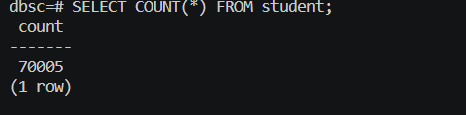 dbsc=# SELECT COUNT(*) FROM student;
 count
-------
 70005
(1 row)